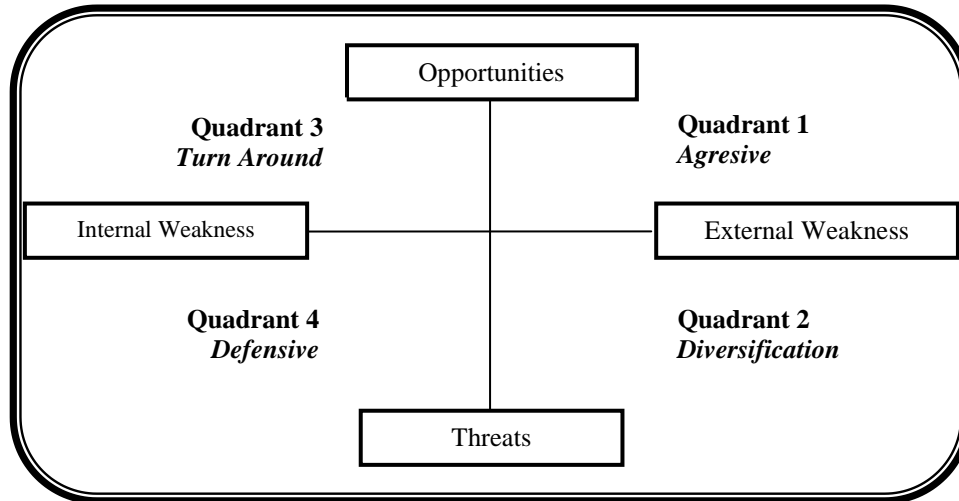 Opportunities
Quadrant 3
Turn Around
Quadrant 1
Agresive
Internal Weakness
External Weakness
Quadrant 4
Defensive
Quadrant 2
Diversification
Threats